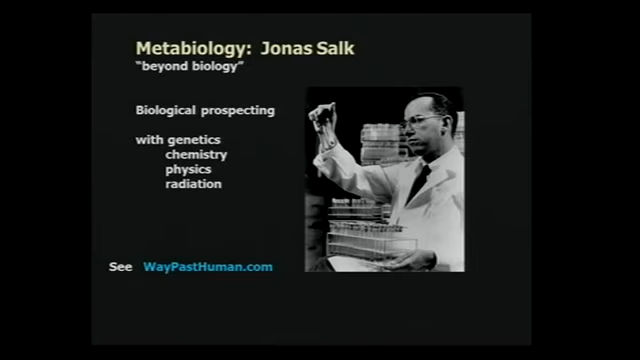 Metabiology: Jonas Salk
"beyond biology"
Biological prospecting
with genetics
chemistry
physics
radiation
See WayPastHuman.com